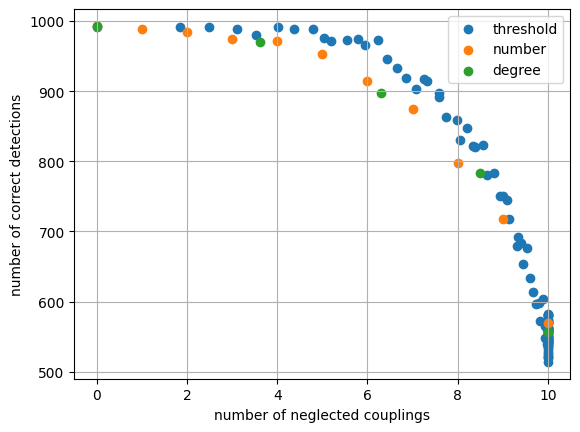 1000
900
800
700
600
500
number of correct detections
threshold
number
degree
0
2
4
6
8
10
number of neglected couplings